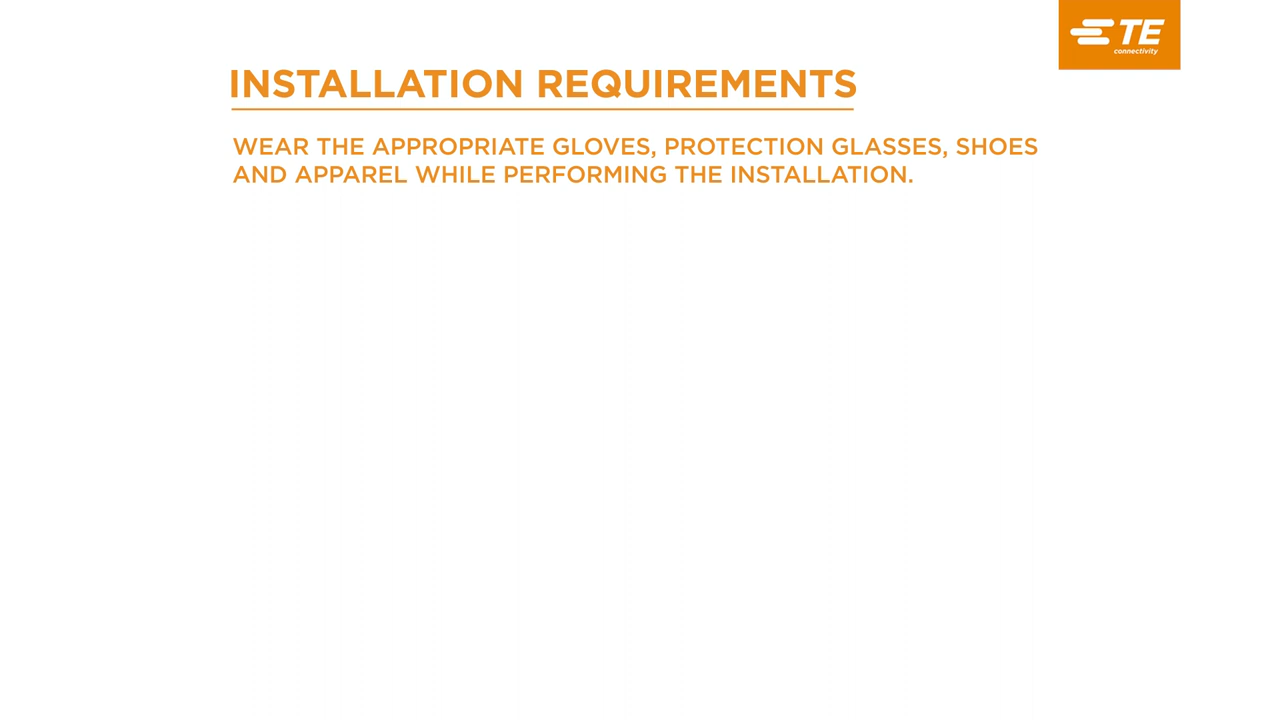 TE
connectivity
INSTALLATION REQUIREMENTS
WEAR THE APPROPRIATE GLOVES, PROTECTION GLASSES, SHOES
AND APPAREL WHILE PERFORMING THE INSTALLATION.